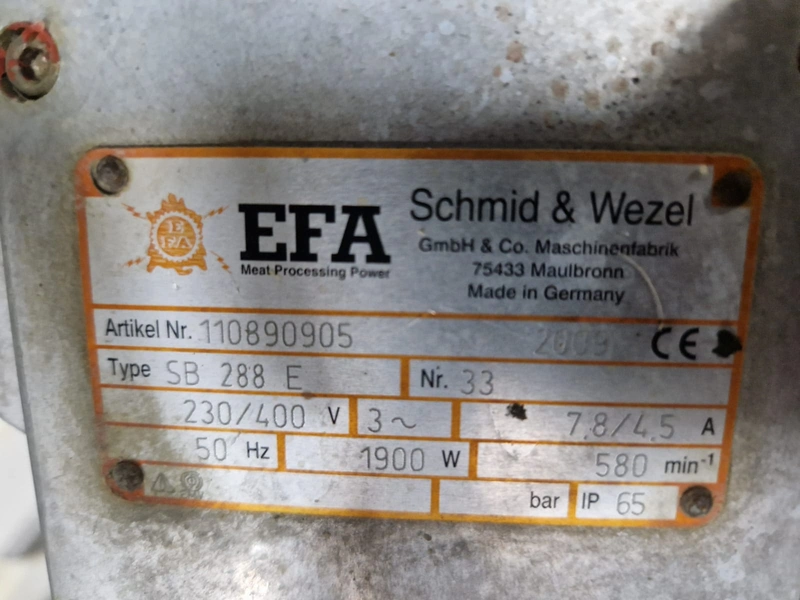 E
EFA
EFA
Meat Processing Power
Schmid & Wezel
GmbH & Co. Maschinenfabrik
75433 Maulbronn
Made in Germany
Artikel Nr. 110890905 2009 CE
Type SB 288 E Nr. 33
230/400 V 3~ 7.8/4.5 A
50 Hz 1900 W 580 min-1
bar IP 65